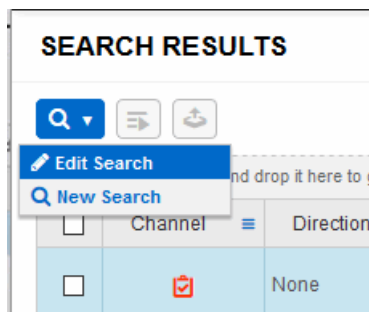 SEARCH RESULTS
Edit Search
nd drop it here to
New Search
Channel
Direction
None